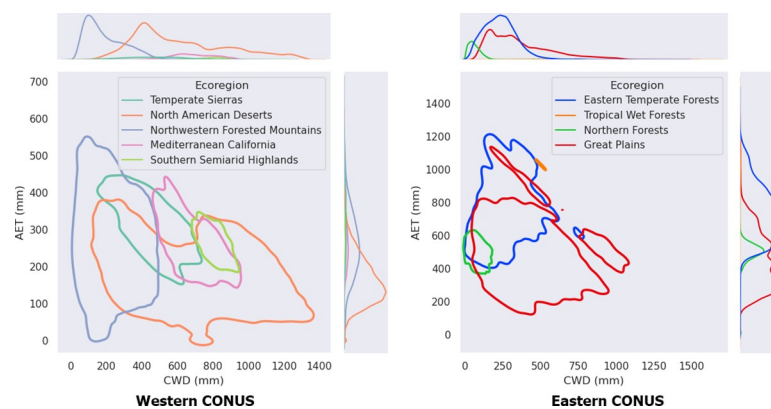 Ecoregion
Temperate Sierras
North American Deserts
Northwestern Forested Mountains
Mediterranean California
Southern Semiarid Highlands
700
600
500
400
300
200
100
0
AET (mm)
0 200 400 600 800 1000 1200 1400
CWD (mm)
Western CONUS
Ecoregion
Eastern Temperate Forests
Tropical Wet Forests
Northern Forests
Great Plains
1400
1200
1000
800
600
400
200
0
AET (mm)
0 250 500 750 1000 1250 1500
CWD (mm)
Eastern CONUS